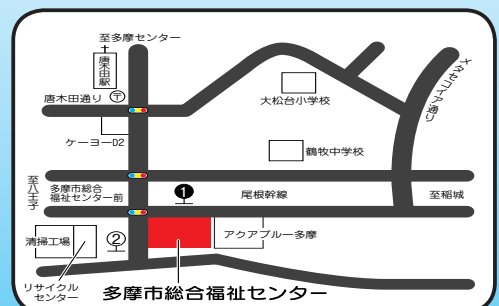 至多摩センター
唐木田駅
唐木田通り
〒
大松台小学校
メタセコイア通り
ケーヨーD2
鶴牧中学校
至八王子
多摩市総合
福祉センター前
❶
尾根幹線
至稲城
清掃工場
②
アクアブルー多摩
リサイクル
センター
多摩市総合福祉センター